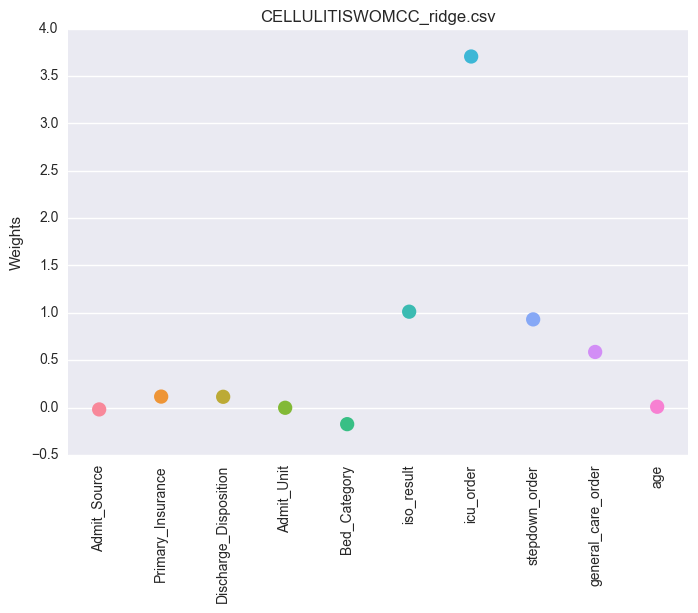 CELLULITISWOMCC_ridge.csv
4.0
3.5
3.0
2.5
2.0
1.5
1.0
0.5
0.0
−0.5
Weights
Admit_Source
Primary_Insurance
Discharge_Disposition
Admit_Unit
Bed_Category
iso_result
icu_order
stepdown_order
general_care_order
age